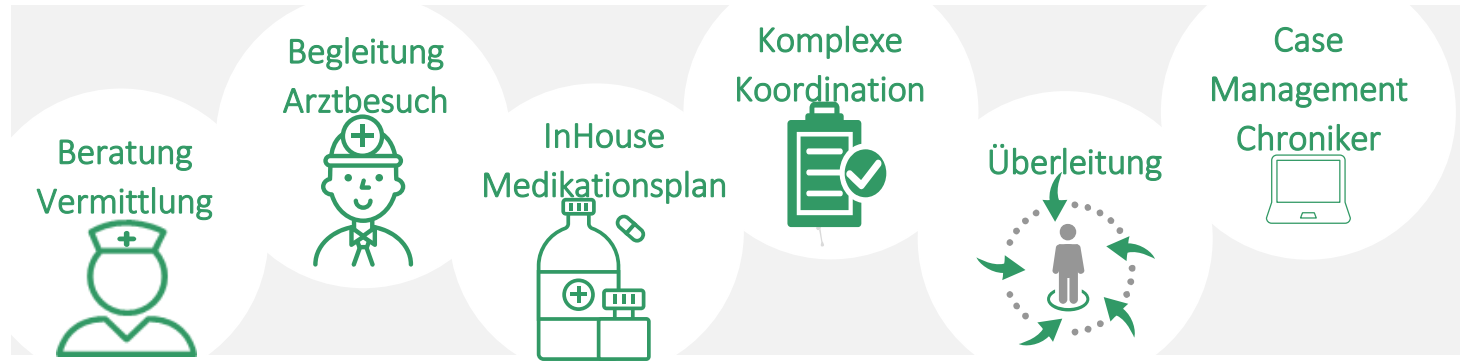 Beratung
Vermittlung
Begleitung
Arztbesuch
InHouse
Medikationsplan
Komplexe
Koordination
Überleitung
Case
Management
Chroniker